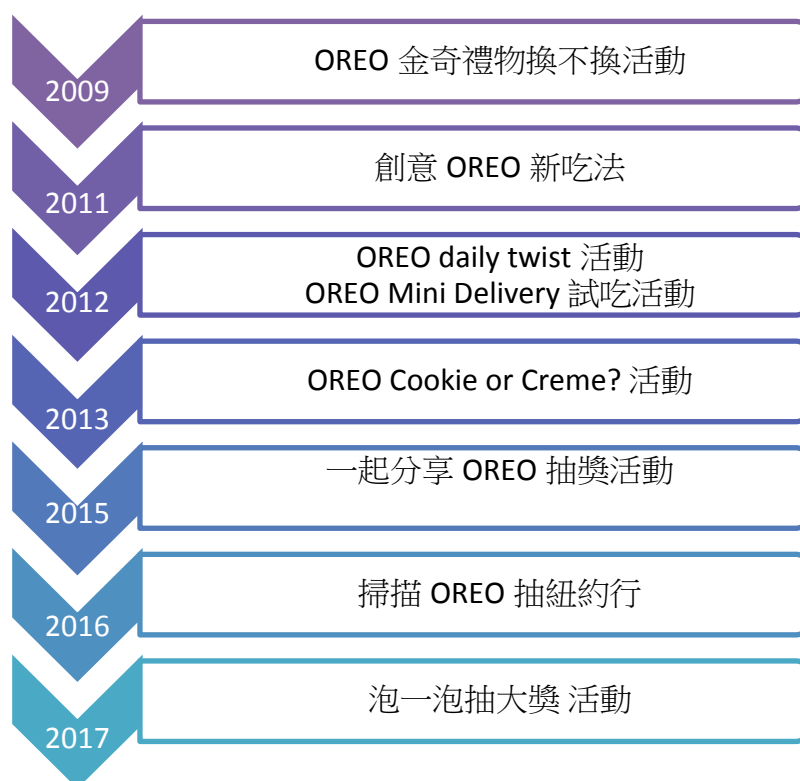 2009
OREO 金奇禮物換不換活動
2011
創意 OREO 新吃法
2012
OREO daily twist 活動
OREO Mini Delivery 試吃活動
2013
OREO Cookie or Creme? 活動
2015
一起分享 OREO 抽獎活動
2016
掃描 OREO 抽紐約行
2017
泡一泡抽大獎 活動